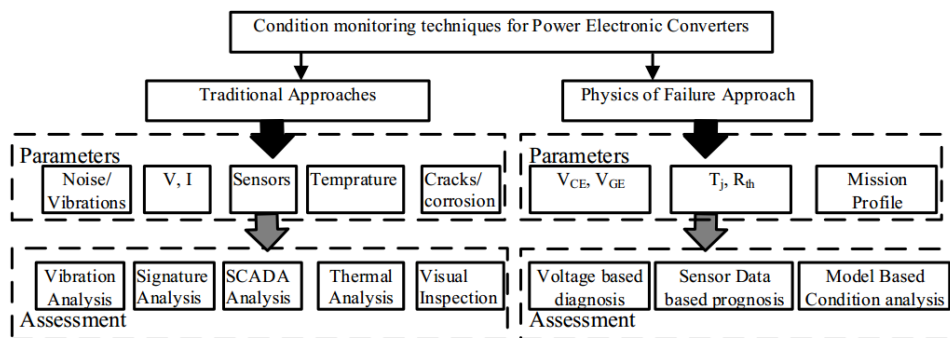 Condition monitoring techniques for Power Electronic Converters
Traditional Approaches
Physics of Failure Approach
Parameters
Noise/
Vibrations
V, I
Sensors
Temprature
Cracks/
corrosion
Parameters
VCE, VGE
Tj, Rth
Mission
Profile
Vibration
Analysis
Signature
Analysis
SCADA
Analysis
Thermal
Analysis
Visual
Inspection
Assessment
Voltage based
diagnosis
Sensor Data
based prognosis
Model Based
Condition analysis
Assessment